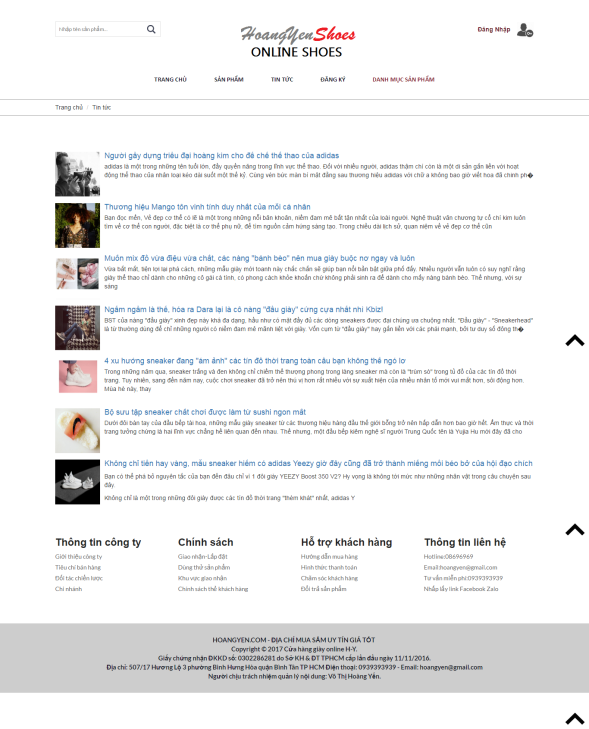 Nhập tên sản phẩm...
HoangYenShoes
ONLINE SHOES
Đăng Nhập
TRANG CHỦ SẢN PHẨM TIN TỨC ĐĂNG KÝ DANH MỤC SẢN PHẨM
Trang chủ / Tin tức
Người gây dựng triều đại hoàng kim cho đế chế thể thao của adidas
adidas là một trong những tên tuổi lớn, đầy quyền năng trong lĩnh vực thể thao. Đối với nhiều người, adidas thậm chí còn là một di sản gắn liền với hoạt
động thể thao của nhân loại kéo dài suốt một thế kỷ. Cùng vén bức màn bí mật đằng sau thương hiệu adidas với chữ a không bao giờ viết hoa đã chinh ph�
Thương hiệu Mango tôn vinh tính duy nhất của mỗi cá nhân
Bạn đọc mến, Vẻ đẹp cơ thể có lẽ là một trong những nỗi băn khoăn, niềm đam mê bất tận nhất của loài người. Nghệ thuật văn chương tự cổ chí kim luôn
tìm về cơ thể con người, đặc biệt là cơ thể phụ nữ, để tìm nguồn cảm hứng sáng tạo. Trong chiều dài lịch sử, quan niệm về vẻ đẹp cơ thể cũn
Muốn mix đồ vừa điệu vừa chất, các nàng "bánh bèo" nên mua giày buộc nơ ngay và luôn
Vừa bắt mắt, tiện lợi lại phá cách, những mẫu giày mới toanh này chắc chắn sẽ giúp bạn nổi bần bật giữa phố đấy. Nhiều người vẫn luôn có suy nghĩ rằng
giày thể thao chỉ dành cho những cô gái cá tính, có phong cách khỏe khoắn chứ không phải sinh ra để dành cho mấy nàng bánh bèo. Thế nhưng, với sự
sáng
Ngắm ngầm là thế, hóa ra Dara lại là cô nàng "đầu giày" cứng cựa nhất nhì Kbiz!
BST của nàng "đầu giày" xinh đẹp này khá đa dạng, hầu như có mặt đầy đủ các dòng sneakers được đại chúng ưa chuộng nhất. "Đầu giày" - "Sneakerhead"
là từ thường dùng để chỉ những người có niềm đam mê mãnh liệt với giày. Vốn cụm từ "đầu giày" hay gắn liền với các phái mạnh, bởi tư duy số đông th�
4 xu hướng sneaker đang "ám ảnh" các tín đồ thời trang toàn cầu bạn không thể ngó lơ
Trong những năm qua, sneaker trắng và đen không chỉ chiếm thế thượng phong trong làng sneaker mà còn là "trùm sò" trong tủ đồ của các tín đồ thời
trang. Tuy nhiên, sang đến năm nay, cuộc chơi sneaker đã trở nên thú vị hơn rất nhiều với sự xuất hiện của nhiều nhân tố mới vui mắt hơn, sôi động hơn.
Mùa hè này, thay
Bộ sưu tập sneaker chất chơi được làm từ sushi ngon mắt
Dưới đôi bàn tay của đầu bếp tài hoa, những mẫu giày sneaker từ các thương hiệu hàng đầu thế giới bỗng trở nên hấp dẫn hơn bao giờ hết. Ẩm thực và thời
trang tưởng chừng là hai lĩnh vực chẳng hề liên quan đến nhau. Thế nhưng, một đầu bếp kiêm nghệ sĩ người Trung Quốc tên là Yujia Hu mới đây đã cho
Không chỉ tiền hay vàng, mẫu sneaker hiếm có adidas Yeezy giờ đây cũng đã trở thành miếng mồi béo bở của hội đạo chích
Bạn có thể phá bỏ nguyên tắc của bạn đến đâu chỉ vì 1 đôi giày YEEZY Boost 350 V2? Hy vọng là không tới mức như những nhân vật trong câu chuyện sau
đây.
Không chỉ là một trong những đôi giày được các tín đồ thời trang "thèm khát" nhất, adidas Y
Thông tin công ty
Giới thiệu công ty
Tiêu chí bán hàng
Đối tác chiến lược
Chi nhánh
Chính sách
Giao nhận-Lắp đặt
Dùng thử sản phẩm
Khu vực giao nhận
Chính sách thẻ khách hàng
Hỗ trợ khách hàng
Hướng dẫn mua hàng
Hình thức thanh toán
Chăm sóc khách hàng
Đổi trả sản phẩm
Thông tin liên hệ
Hotline:08696969
Email:hoangyen@gmail.com
Tư vấn miễn phí:0939393939
Nhấp lấy link Facebook Zalo
HOANGYEN.COM - ĐỊA CHỈ MUA SẮM UY TÍN GIÁ TỐT
Copyright © 2017 Cửa hàng giày online H-Y.
Giấy chứng nhận ĐKKD số: 0302286281 do Sở KH & ĐT TPHCM cấp lần đầu ngày 11/11/2016.
Địa chỉ: 507/17 Hương Lộ 3 phường Bình Hưng Hòa quận Bình Tân TP HCM Điện thoại: 0939393939 - Email: hoangyen@gmail.com
Người chịu trách nhiệm quản lý nội dung: Võ Thị Hoàng Yến.